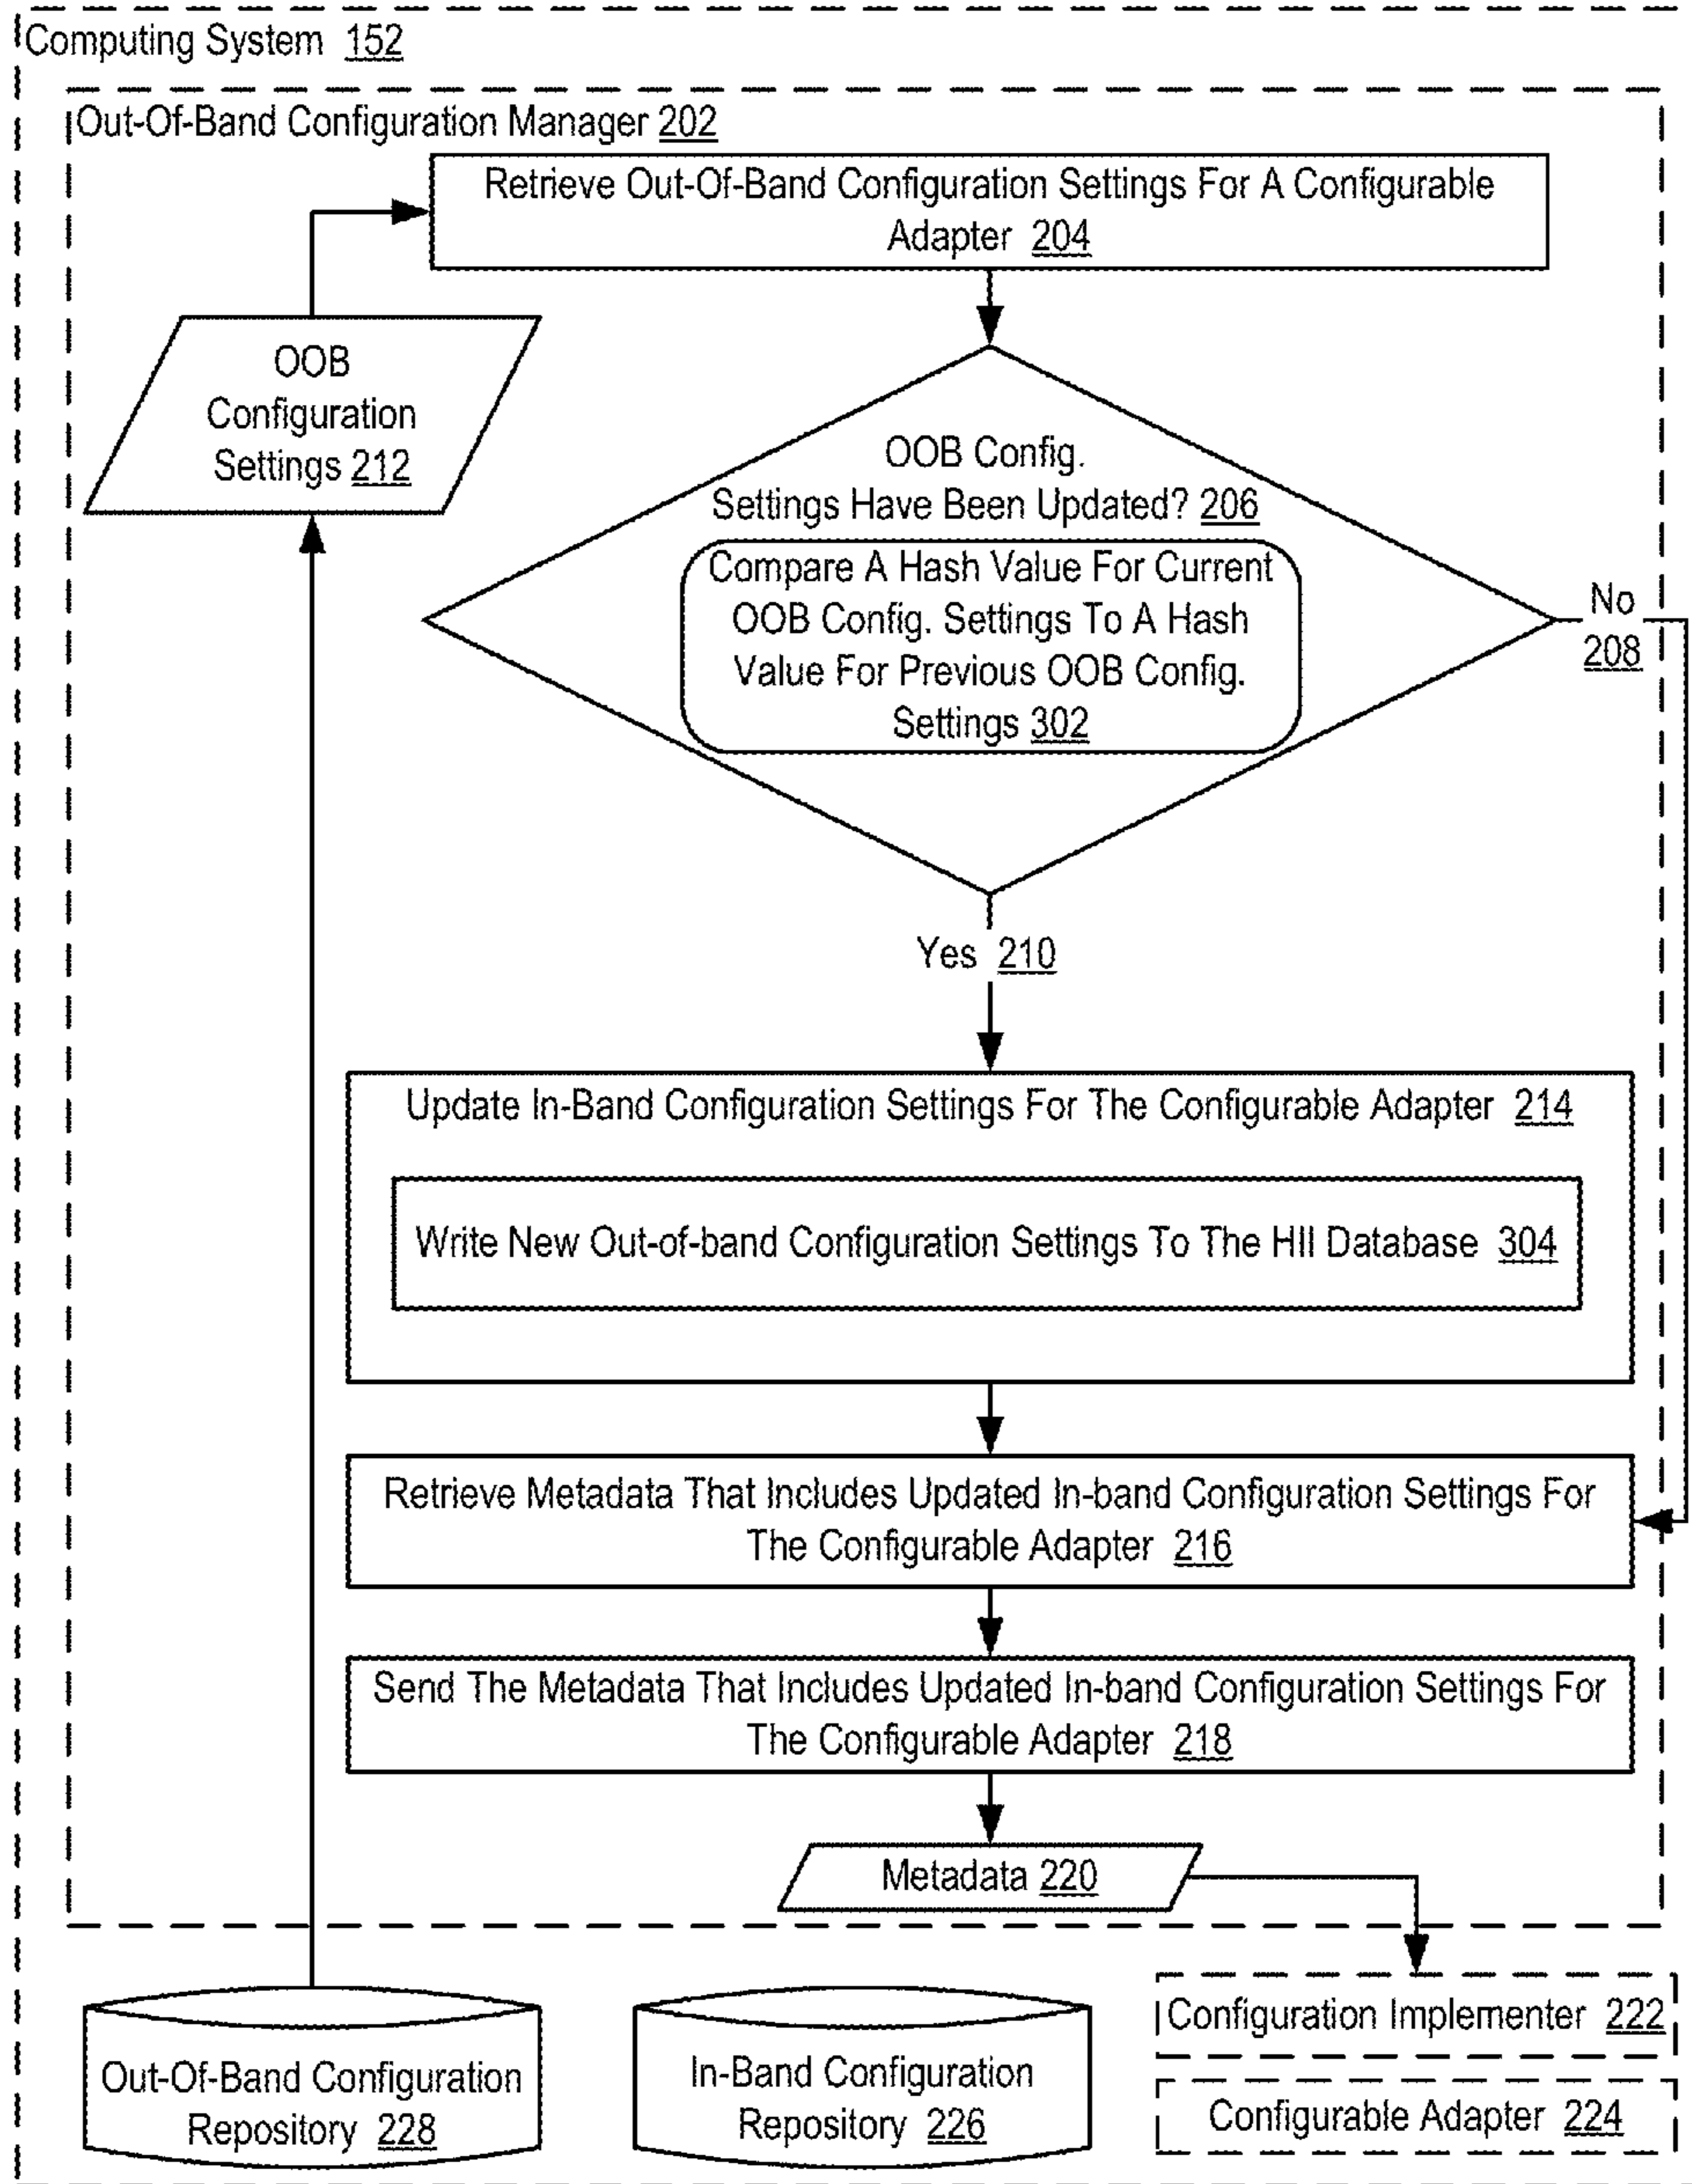 Computing System 152
Out-Of-Band Configuration Manager 202
Retrieve Out-Of-Band Configuration Settings For A Configurable
Adapter 204
OOB
Configuration
Settings 212
OOB Config.
Settings Have Been Updated? 206
Compare A Hash Value For Current
OOB Config. Settings To A Hash
Value For Previous OOB Config.
Settings 302
No
208
Yes 210
Update In-Band Configuration Settings For The Configurable Adapter 214
Write New Out-of-band Configuration Settings To The HII Database 304
Retrieve Metadata That Includes Updated In-band Configuration Settings For
The Configurable Adapter 216
Send The Metadata That Includes Updated In-band Configuration Settings For
The Configurable Adapter 218
Metadata 220
Out-Of-Band Configuration
Repository 228
In-Band Configuration
Repository 226
Configuration Implementer 222
Configurable Adapter 224